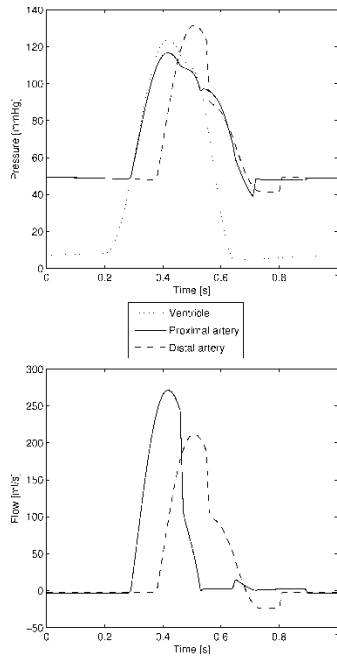 140
120
100
80
60
40
20
0
Pressure [mmHg]
0 0.2 0.4 0.6 0.8 1
Time [s]
Ventricle
Proximal artery
Distal artery
300
250
200
150
100
50
0
-50
Flow [ml/s]
0 0.2 0.4 0.6 0.8
Time [s]